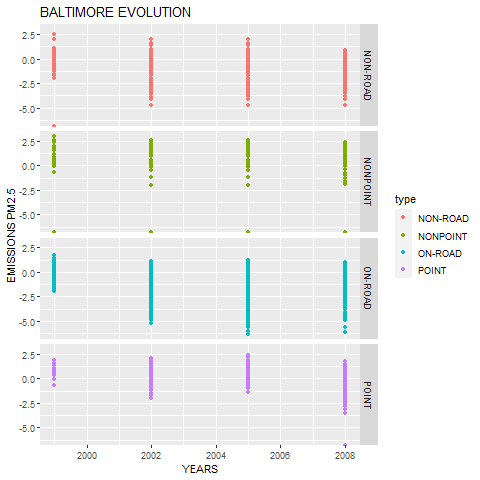 BALTIMORE EVOLUTION
EMISSIONS PM2.5
2.5
0.0
-2.5
-5.0
NON-ROAD
2.5
0.0
-2.5
-5.0
NONPOINT
2.5
0.0
-2.5
-5.0
ON-ROAD
2.5
0.0
-2.5
-5.0
POINT
2000 2002 2004 2006 2008
YEARS
type
NON-ROAD
NONPOINT
ON-ROAD
POINT